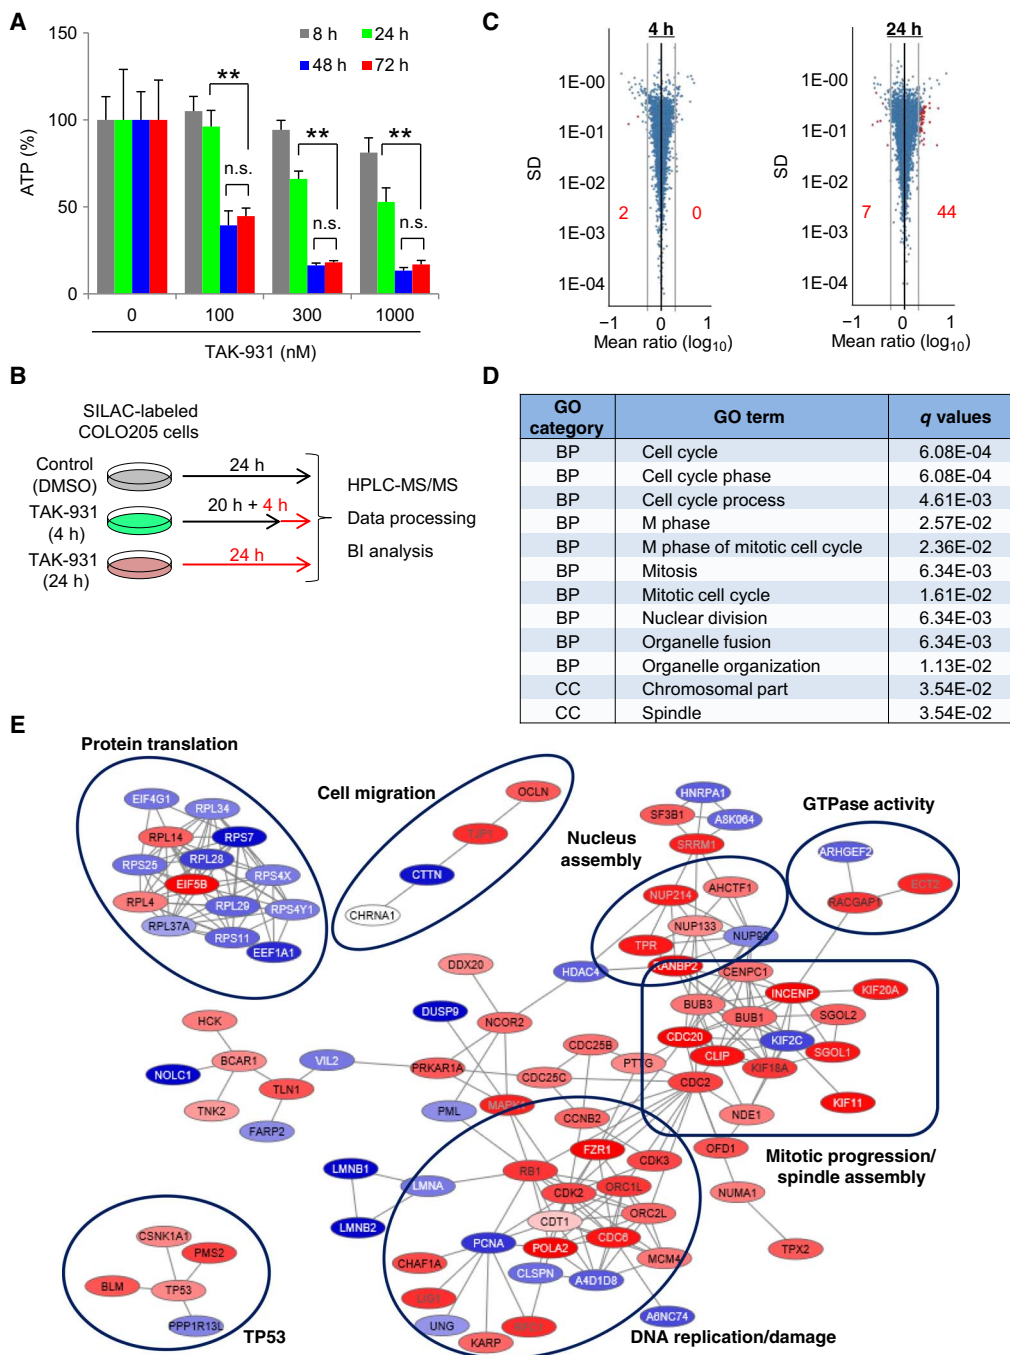 A
150
100
50
0
ATP (%)
8 h
24 h
48 h
72 h
**
n.s.
**
n.s.
**
n.s.
0
100
300
1000
TAK-931 (nM)
B
SILAC-labeled
COLO205 cells
Control
(DMSO)
24 h
TAK-931
(4 h)
20 h + 4 h
TAK-931
(24 h)
24 h
HPLC-MS/MS
Data processing
BI analysis
C
4 h
1E-00
1E-01
1E-02
1E-03
1E-04
SD
2
0
−1
0
1
Mean ratio (log10)
24 h
1E-00
1E-01
1E-02
1E-03
1E-04
SD
7
44
−1
0
1
Mean ratio (log10)
D
GO category GO term q values
BP Cell cycle 6.08E-04
BP Cell cycle phase 6.08E-04
BP Cell cycle process 4.61E-03
BP M phase 2.57E-02
BP M phase of mitotic cell cycle 2.36E-02
BP Mitosis 6.34E-03
BP Mitotic cell cycle 1.61E-02
BP Nuclear division 6.34E-03
BP Organelle fusion 6.34E-03
BP Organelle organization 1.13E-02
CC Chromosomal part 3.54E-02
CC Spindle 3.54E-02
E
Protein translation
EIF4G1
RPL34
RPL14
RPS7
RPS25
RPL28
RPS4X
EIF5B
RPL4
RPL29
RPS4Y1
RPL37A
RPS11
EEF1A1
Cell migration
OCLN
TJP1
CTTN
CHRNA1
Nucleus
assembly
HNRPA1
SF3B1
A8K064
SRRM1
NUP214
AHCTF1
NUP133
NUP98
TPR
RANBP2
HDAC4
GTPase activity
ARHGEF2
ECT2
RACGAP1
CENPC1
INCENP
KIF20A
BUB3
BUB1
SGOL2
CDC20
KIF2C
CLIP
SGOL1
KIF18A
CDC2
KIF11
NDE1
Mitotic progression/
spindle assembly
DDX20
DUSP9
NCOR2
HCK
BCAR1
VIL2
NOLC1
TLN1
TNK2
FARP2
PRKAR1A
CDC25B
CDC25C
PTTG
PML
MAPK1
CCNB2
OFD1
NUMA1
TPX2
LMNB1
LMNA
LMNB2
FZR1
RB1
CDK3
CDK2
ORC1L
CDT1
ORC2L
PCNA
POLA2
CDC6
MCM4
CHAF1A
CLSPN
A4D1D8
LIG1
UNG
KARP
A6NC74
DNA replication/damage
CSNK1A1
PMS2
BLM
TP53
PPP1R13L
TP53